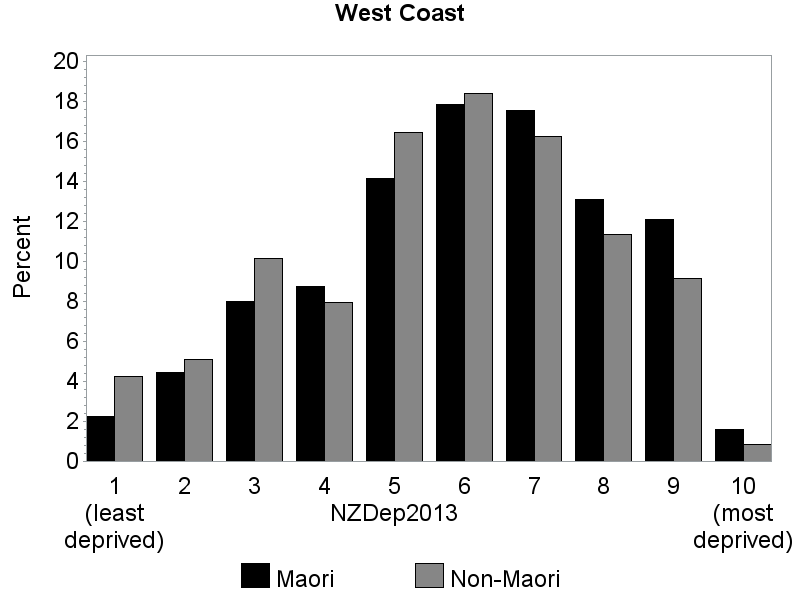 West Coast
Percent
20
18
16
14
12
10
8
6
4
2
0
1 2 3 4 5 6 7 8 9 10
(least NZDep2013 (most
deprived) deprived)
Maori Non-Maori